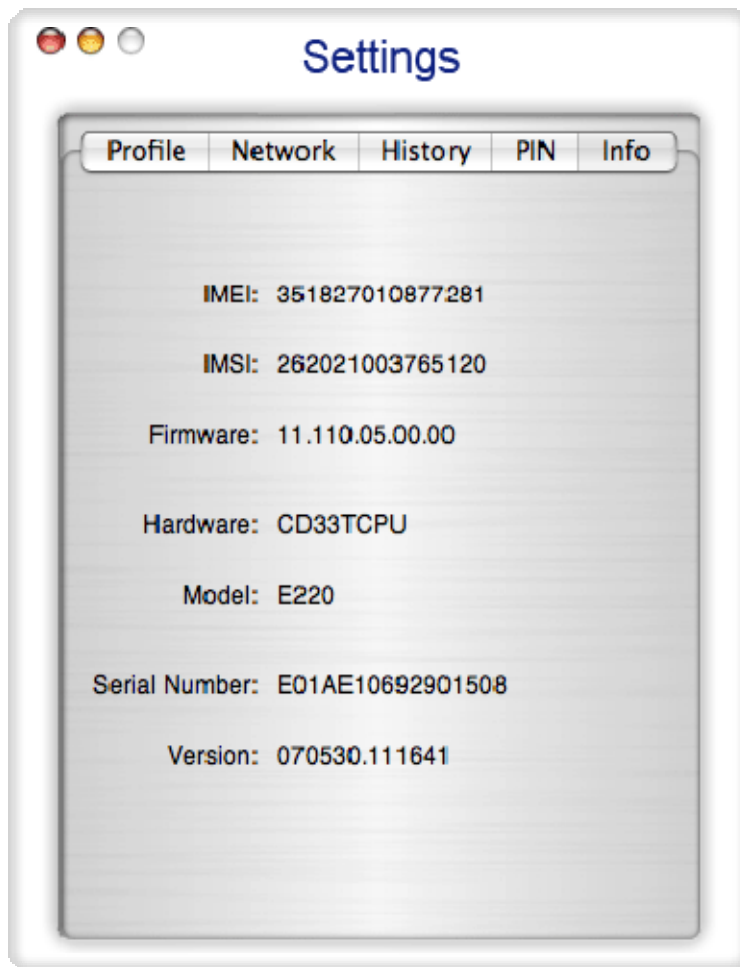 Settings
Profile Network History PIN Info
IMEI: 351827010877281
IMSI: 262021003765120
Firmware: 11.110.05.00.00
Hardware: CD33TCPU
Model: E220
Serial Number: E01AE10692901508
Version: 070530.111641